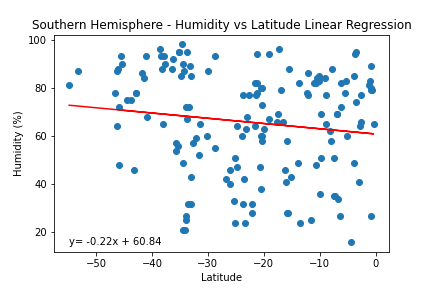 Southern Hemisphere - Humidity vs Latitude Linear Regression
100
80
60
40
20
Humidity (%)
y= -0.22x + 60.84
−50
−40
−30
−20
−10
0
Latitude